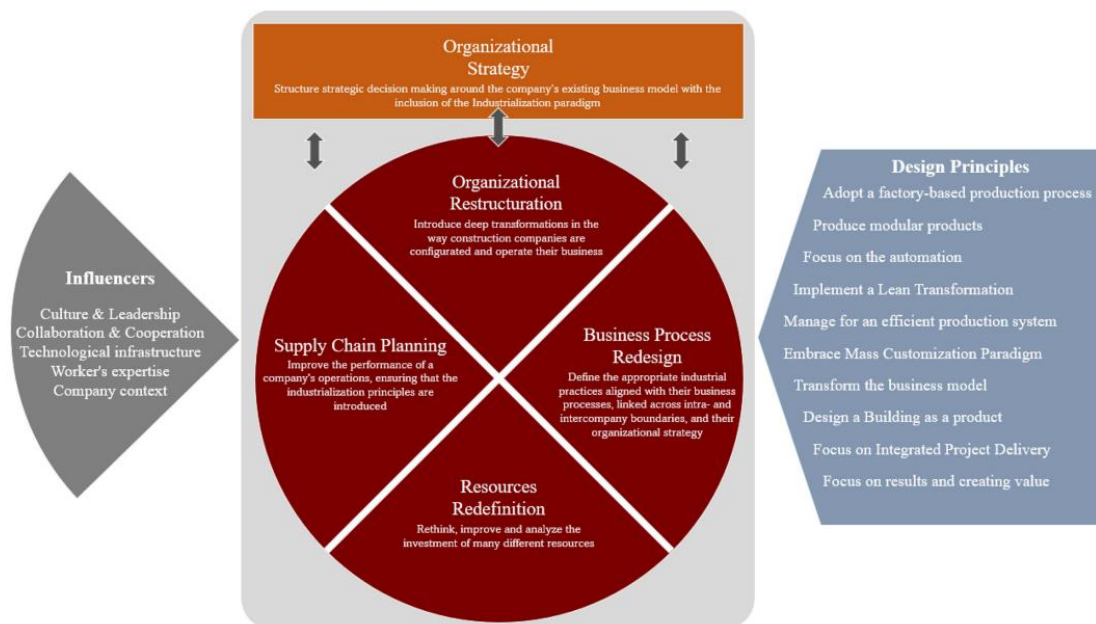 Organizational
Strategy
Structure strategic decision making around the company's existing business model with the
inclusion of the Industrialization paradigm
Influencers
Culture & Leadership
Collaboration & Cooperation
Technological infrastructure
Worker's expertise
Company context
Organizational
Restructuration
Introduce deep transformations in the
way construction companies are
configured and operate their business
Supply Chain Planning
Improve the performance of
a company's operations, ensuring that the
industrialization principles are
introduced
Business Process
Redesign
Define the appropriate industrial
practices aligned with their business
processes, linked across intra- and
intercompany boundaries, and their
organizational strategy
Resources
Redefinition
Rethink, improve and analyze the
investment of many different resources
Design Principles
Adopt a factory-based production process
Produce modular products
Focus on the automation
Implement a Lean Transformation
Manage for an efficient production system
Embrace Mass Customization Paradigm
Transform the business model
Design a Building as a product
Focus on Integrated Project Delivery
Focus on results and creating value